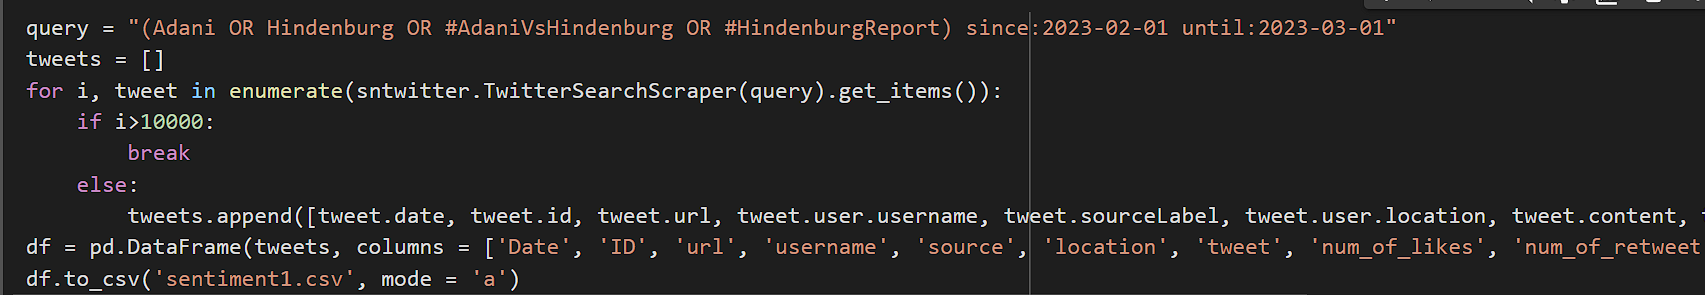 query = "(Adani OR Hindenburg OR #AdaniVsHindenburg OR #HindenburgReport) since:2023-02-01 until:2023-03-01"
tweets = []
for i, tweet in enumerate(sntwitter.TwitterSearchScraper(query).get_items()):
    if i>10000:
        break
    else:
        tweets.append([tweet.date, tweet.id, tweet.url, tweet.user.username, tweet.sourceLabel, tweet.user.location, tweet.content,
df = pd.DataFrame(tweets, columns = ['Date', 'ID', 'url', 'username', 'source', 'location', 'tweet', 'num_of_likes', 'num_of_retweet
df.to_csv('sentiment1.csv', mode = 'a')